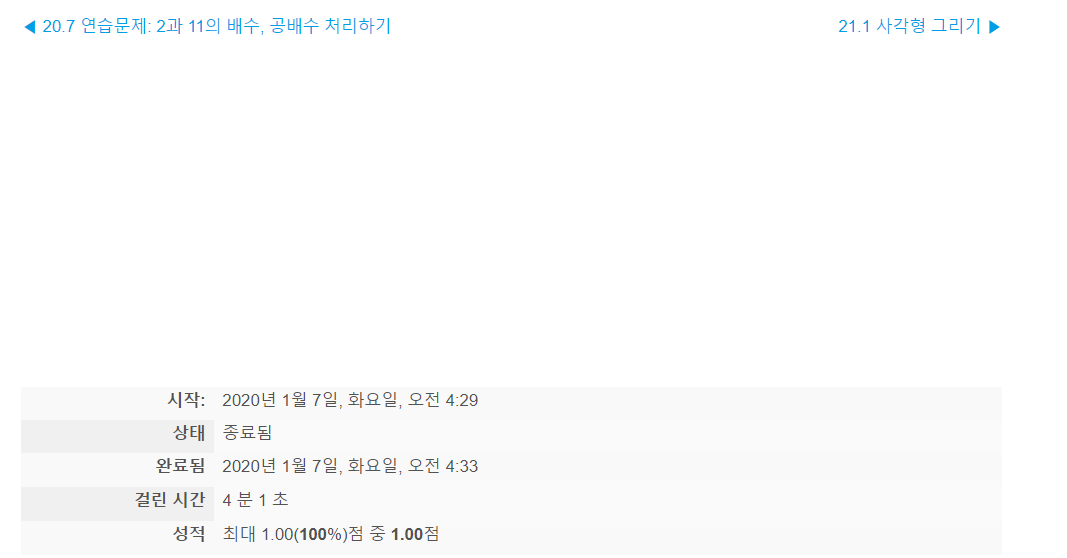 ◀ 20.7 연습문제: 2과 11의 배수, 공배수 처리하기
21.1 사각형 그리기 ▶
시작: 2020년 1월 7일, 화요일, 오전 4:29
상태 종료됨
완료됨 2020년 1월 7일, 화요일, 오전 4:33
걸린 시간 4 분 1 초
성적 최대 1.00(100%)점 중 1.00점